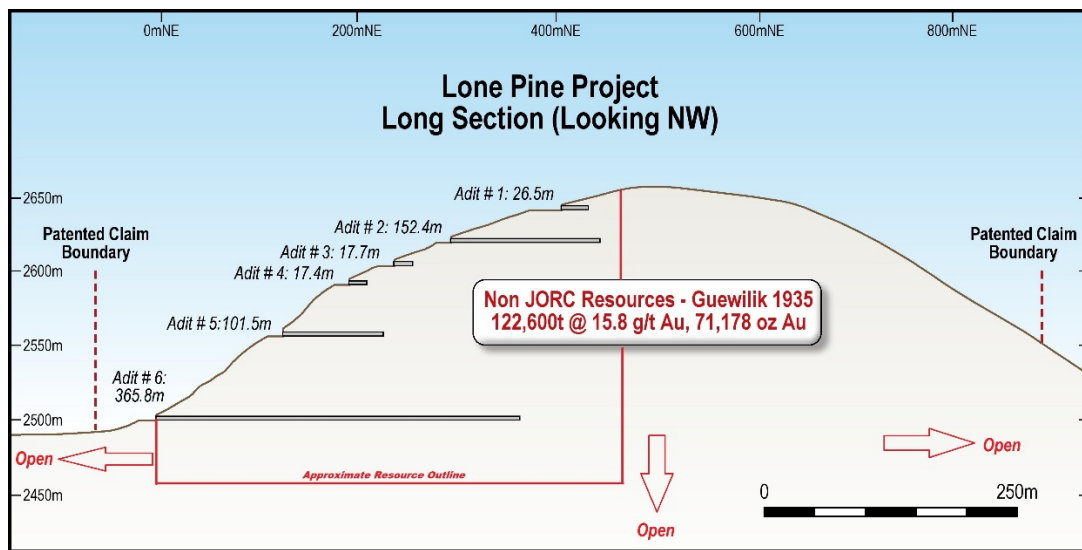 0mNE
200mNE
400mNE
600mNE
800mNE
Lone Pine Project
Long Section (Looking NW)
2650m
2600m
2550m
2500m
2450m
Patented Claim
Boundary
Adit # 1: 26.5m
Adit # 2: 152.4m
Adit # 3: 17.7m
Adit # 4: 17.4m
Adit # 5:101.5m
Adit # 6:
365.8m
Patented Claim
Boundary
Non JORC Resources - Guewilik 1935
122,600t @ 15.8 g/t Au, 71,178 oz Au
Open
Approximate Resource Outline
Open
Open
0
250m